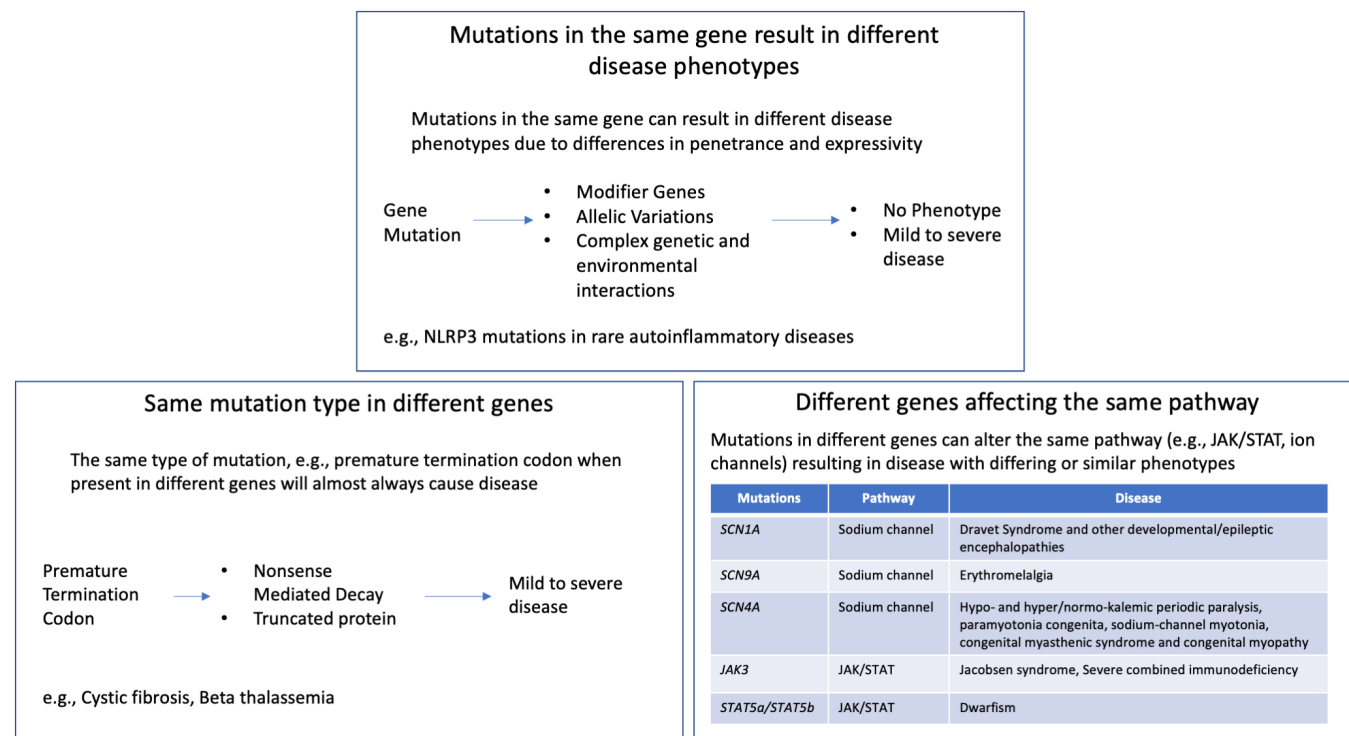 Mutations in the same gene result in different
disease phenotypes
Mutations in the same gene can result in different disease
phenotypes due to differences in penetrance and expressivity
Gene
Mutation
• Modifier Genes
• Allelic Variations
• Complex genetic and
environmental
interactions
• No Phenotype
• Mild to severe
disease
e.g., NLRP3 mutations in rare autoinflammatory diseases
Same mutation type in different genes
The same type of mutation, e.g., premature termination codon when
present in different genes will almost always cause disease
Premature
Termination
Codon
• Nonsense
Mediated Decay
• Truncated protein
Mild to severe
disease
e.g., Cystic fibrosis, Beta thalassemia
Different genes affecting the same pathway
Mutations in different genes can alter the same pathway (e.g., JAK/STAT, ion
channels) resulting in disease with differing or similar phenotypes
Mutations Pathway Disease
SCN1A Sodium channel Dravet Syndrome and other developmental/epileptic
encephalopathies
SCN9A Sodium channel Erythromelalgia
SCN4A Sodium channel Hypo- and hyper/normo-kalemic periodic paralysis,
paramyotonia congenita, sodium-channel myotonia,
congenital myasthenic syndrome and congenital myopathy
JAK3 JAK/STAT Jacobsen syndrome, Severe combined immunodeficiency
STAT5a/STAT5b JAK/STAT Dwarfism